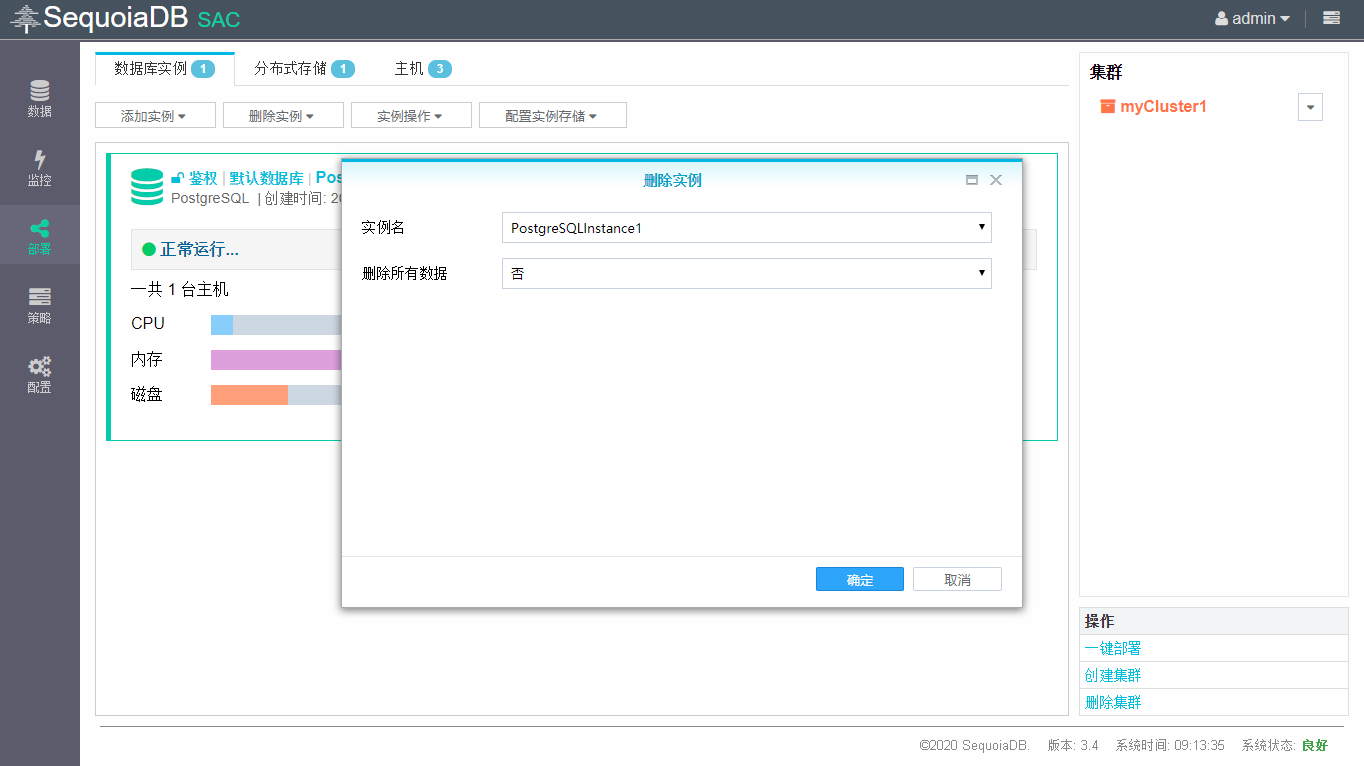 SequoiaDB SAC
admin
数据
监控
部署
策略
配置
数据库实例 1 分布式存储 1 主机 3
添加实例 删除实例 实例操作 配置实例存储
鉴权 | 默认数据库 | Pos
PostgreSQL | 创建时间: 20
正常运行...
一共 1 台主机
CPU
内存
磁盘
删除实例
实例名 PostgreSQLInstance1
删除所有数据 否
确定 取消
集群
myCluster1
操作
一键部署
创建集群
删除集群
©2020 SequoiaDB. 版本: 3.4 系统时间: 09:13:35 系统状态: 良好